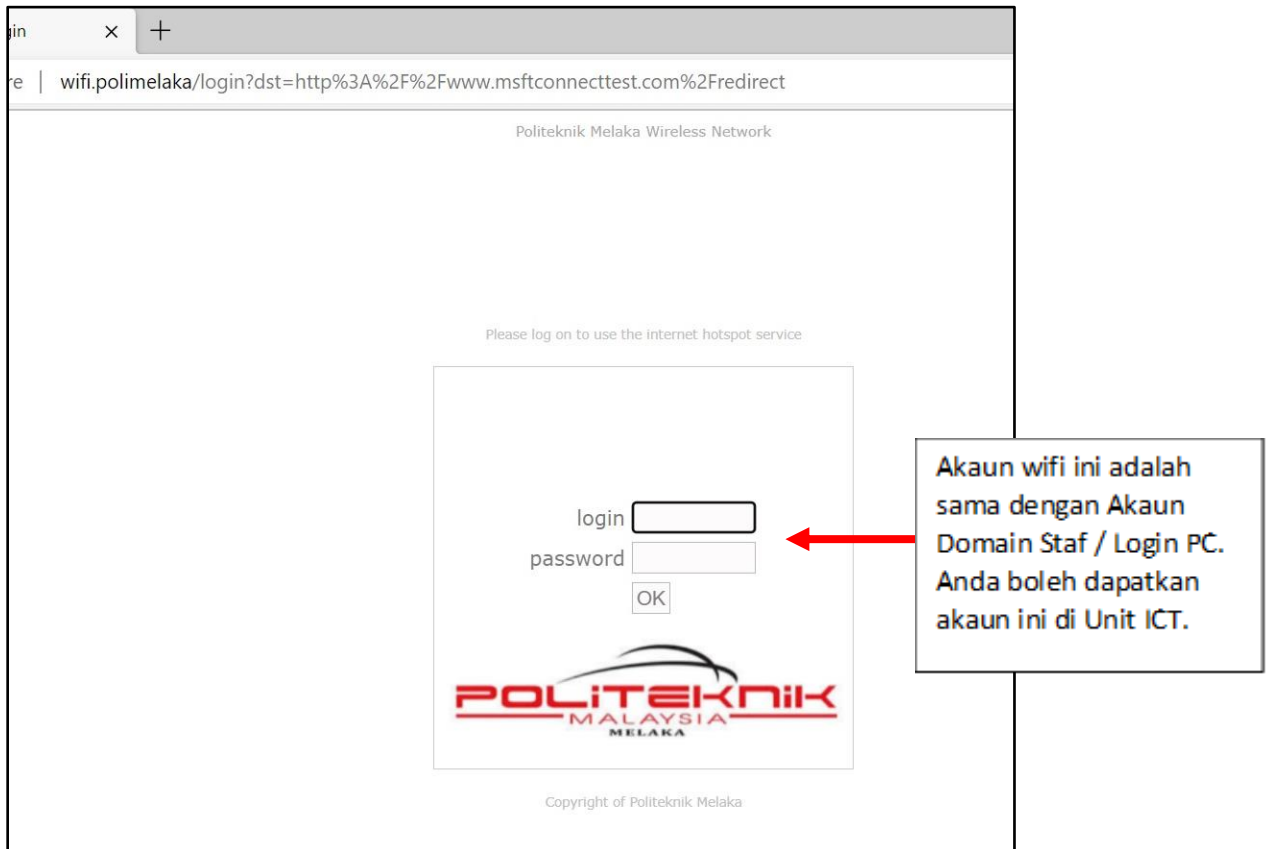 gin
re | wifi.polimelaka/login?dst=http%3A%2F%2Fwww.msftconnecttest.com%2Fredirect
Politeknik Melaka Wireless Network
Please log on to use the internet hotspot service
login
password
OK
POLiTEKNiK
MALAYSIA
MELAKA
Copyright of Politeknik Melaka
Akaun wifi ini adalah
sama dengan Akaun
Domain Staf / Login PC.
Anda boleh dapatkan
akaun ini di Unit ICT.